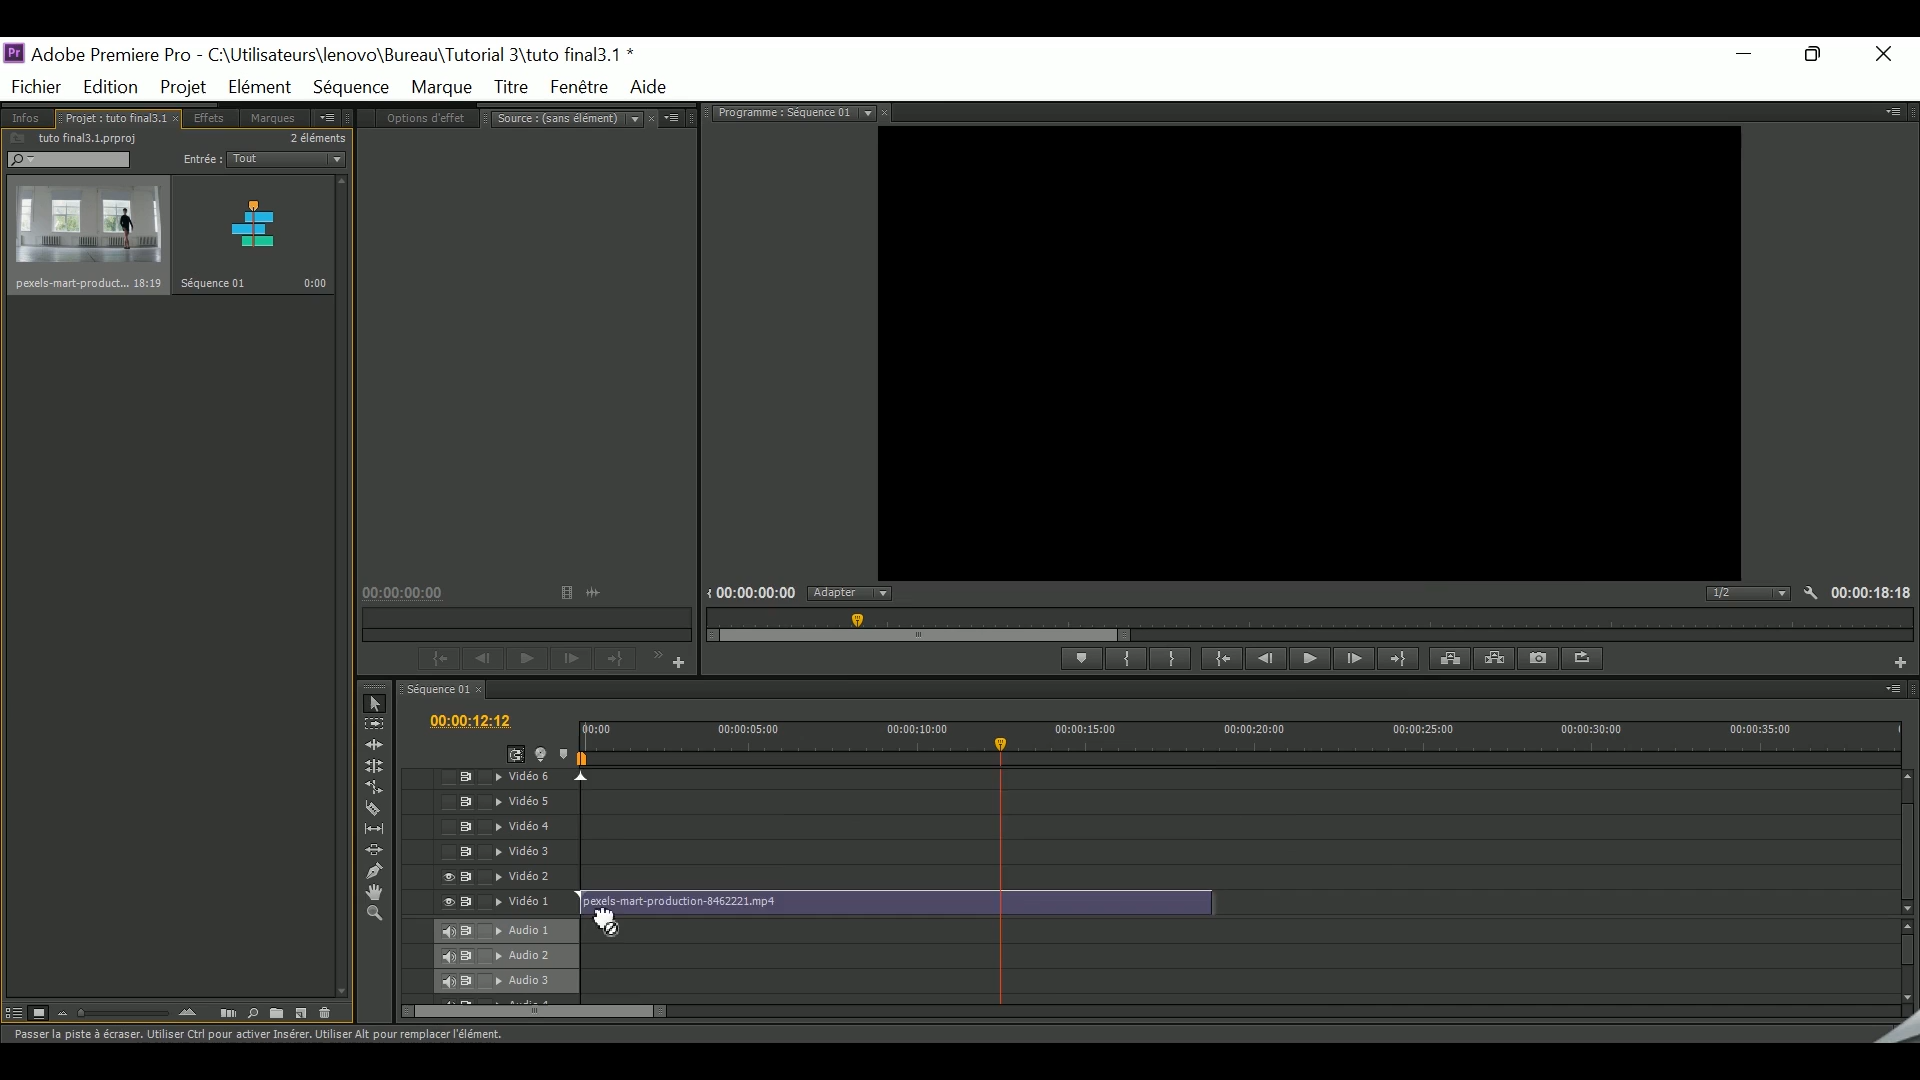 Pr Adobe Premiere Pro - C:\Utilisateurs\lenovo\Bureau\Tutorial 3\tuto final3.1 *
Fichier Edition Projet Elément Séquence Marque Titre Fenêtre Aide
Infos Projet : tuto final3.1 Effets Marques
Options d'effet Source : (sans élément)
Programme : Séquence 01
tuto final3.1.prproj 2 éléments
Entrée : Tout
pexels-mart-product... 18:19
Séquence 01 0:00
00:00:00:00
00:00:00:00 Adapter 1/2 00:00:18:18
Séquence 01
00:00:12:12
00:00 00:00:05:00 00:00:10:00 00:00:15:00 00:00:20:00 00:00:25:00 00:00:30:00 00:00:35:00
Vidéo 6
Vidéo 5
Vidéo 4
Vidéo 3
Vidéo 2
Vidéo 1 pexels-mart-production-8462221.mp4
Audio 1
Audio 2
Audio 3
Passer la piste à écraser. Utiliser Ctrl pour activer Insérer. Utiliser Alt pour remplacer l'élément.